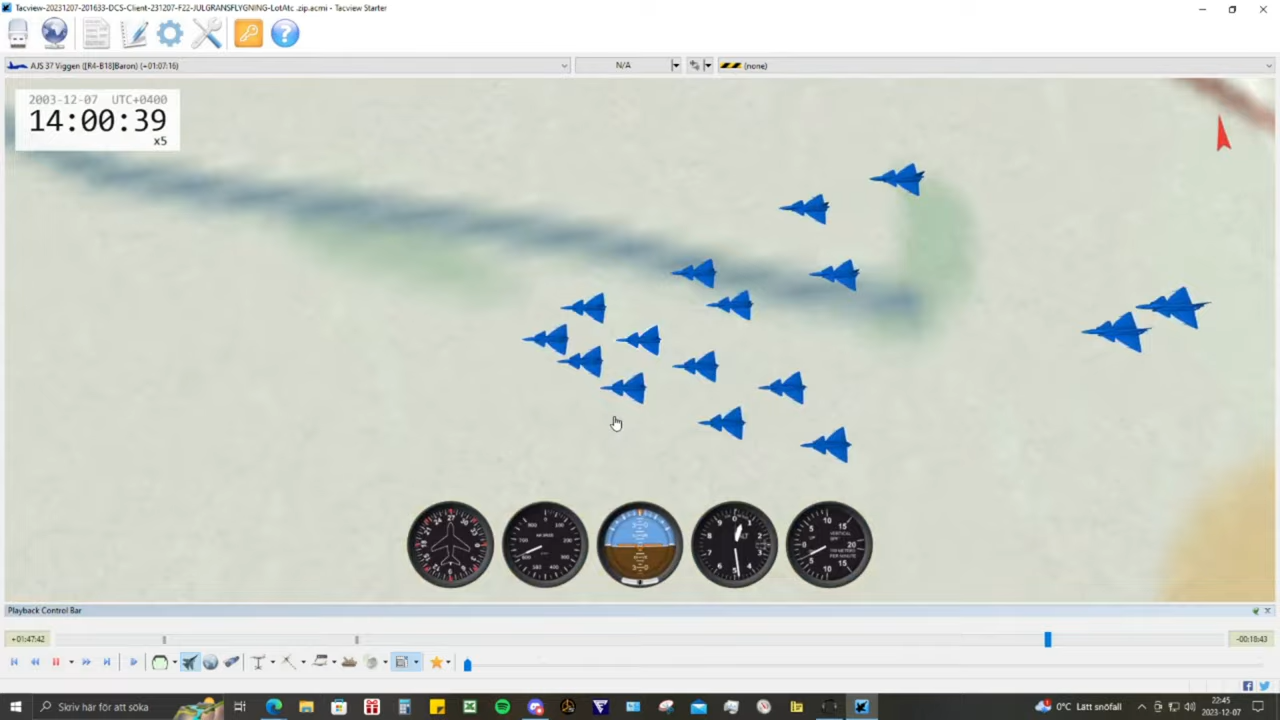 Tacview-20231207-201633-DCS-Client-231207-F22-JULGRANSFLYGNING-LotAtc .zip.acmi - Tacview Starter
AJS 37 Viggen ([R4-B18]Baron) (+01:07:16)
N/A
(none)
2003-12-07 UTC+0400
14:00:39
x5
Playback Control Bar
+01:47:42
-00:18:43
Skriv här för att söka
0°C Lätt snöfall
22:45
2023-12-07